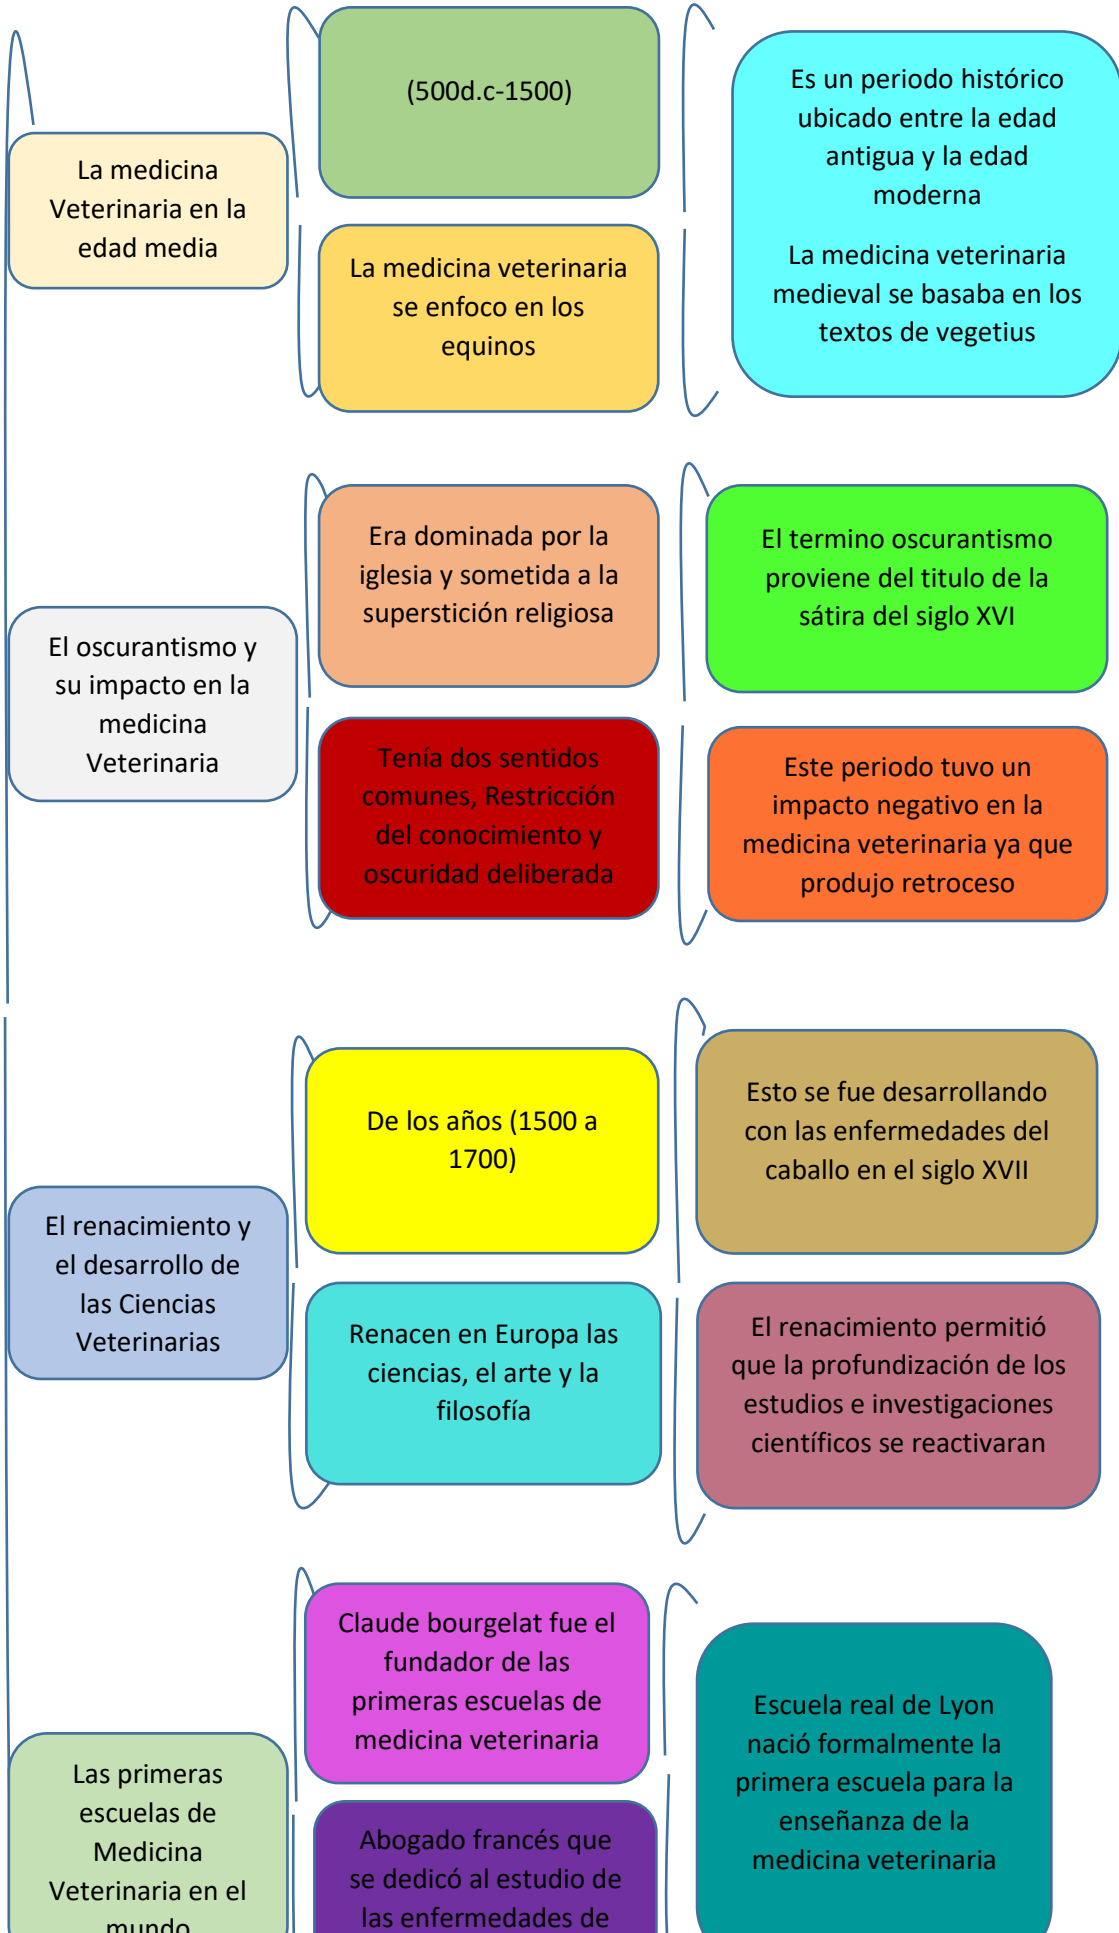 La medicina
Veterinaria en la
edad media
(500d.c-1500)
La medicina veterinaria
se enfoco en los
equinos
Es un periodo histórico
ubicado entre la edad
antigua y la edad
moderna
La medicina veterinaria
medieval se basaba en los
textos de vegetius
El oscurantismo y
su impacto en la
medicina
Veterinaria
Era dominada por la
iglesia y sometida a la
superstición religiosa
Tenía dos sentidos
comunes, Restricción
del conocimiento y
oscuridad deliberada
El termino oscurantismo
proviene del titulo de la
sátira del siglo XVI
Este periodo tuvo un
impacto negativo en la
medicina veterinaria ya que
produjo retroceso
El renacimiento y
el desarrollo de
las Ciencias
Veterinarias
De los años (1500 a
1700)
Renacen en Europa las
ciencias, el arte y la
filosofía
Esto se fue desarrollando
con las enfermedades del
caballo en el siglo XVII
El renacimiento permitió
que la profundización de los
estudios e investigaciones
científicos se reactivaran
Las primeras
escuelas de
Medicina
Veterinaria en el
mundo
Claude bourgelat fue el
fundador de las
primeras escuelas de
medicina veterinaria
Abogado francés que
se dedicó al estudio de
las enfermedades de
Escuela real de Lyon
nació formalmente la
primera escuela para la
enseñanza de la
medicina veterinaria